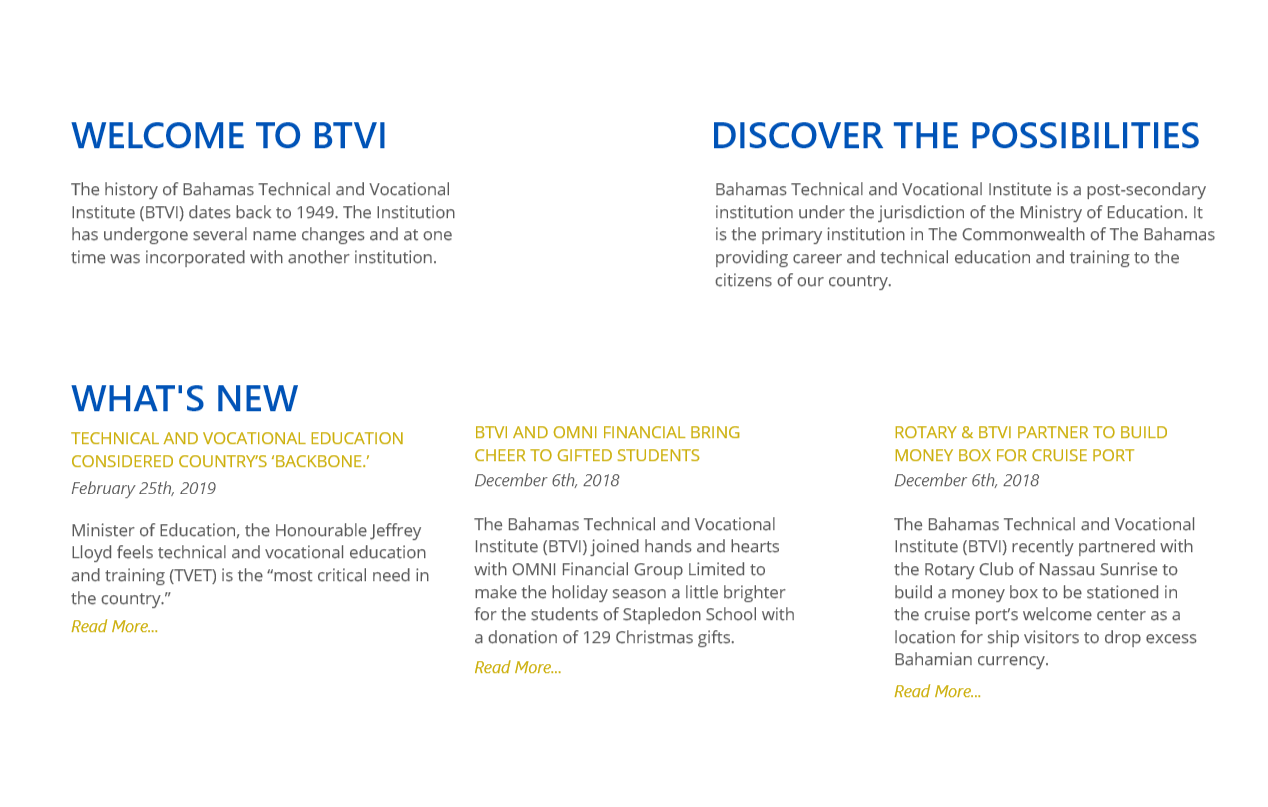 WELCOME TO BTVI
The history of Bahamas Technical and Vocational
Institute (BTVI) dates back to 1949. The Institution
has undergone several name changes and at one
time was incorporated with another institution.
DISCOVER THE POSSIBILITIES
Bahamas Technical and Vocational Institute is a post-secondary
institution under the jurisdiction of the Ministry of Education. It
is the primary institution in The Commonwealth of The Bahamas
providing career and technical education and training to the
citizens of our country.
WHAT'S NEW
TECHNICAL AND VOCATIONAL EDUCATION
CONSIDERED COUNTRY’S ‘BACKBONE.’
February 25th, 2019
Minister of Education, the Honourable Jeffrey
Lloyd feels technical and vocational education
and training (TVET) is the “most critical need in
the country.”
Read More...
BTVI AND OMNI FINANCIAL BRING
CHEER TO GIFTED STUDENTS
December 6th, 2018
The Bahamas Technical and Vocational
Institute (BTVI) joined hands and hearts
with OMNI Financial Group Limited to
make the holiday season a little brighter
for the students of Stapledon School with
a donation of 129 Christmas gifts.
Read More...
ROTARY & BTVI PARTNER TO BUILD
MONEY BOX FOR CRUISE PORT
December 6th, 2018
The Bahamas Technical and Vocational
Institute (BTVI) recently partnered with
the Rotary Club of Nassau Sunrise to
build a money box to be stationed in
the cruise port’s welcome center as a
location for ship visitors to drop excess
Bahamian currency.
Read More...